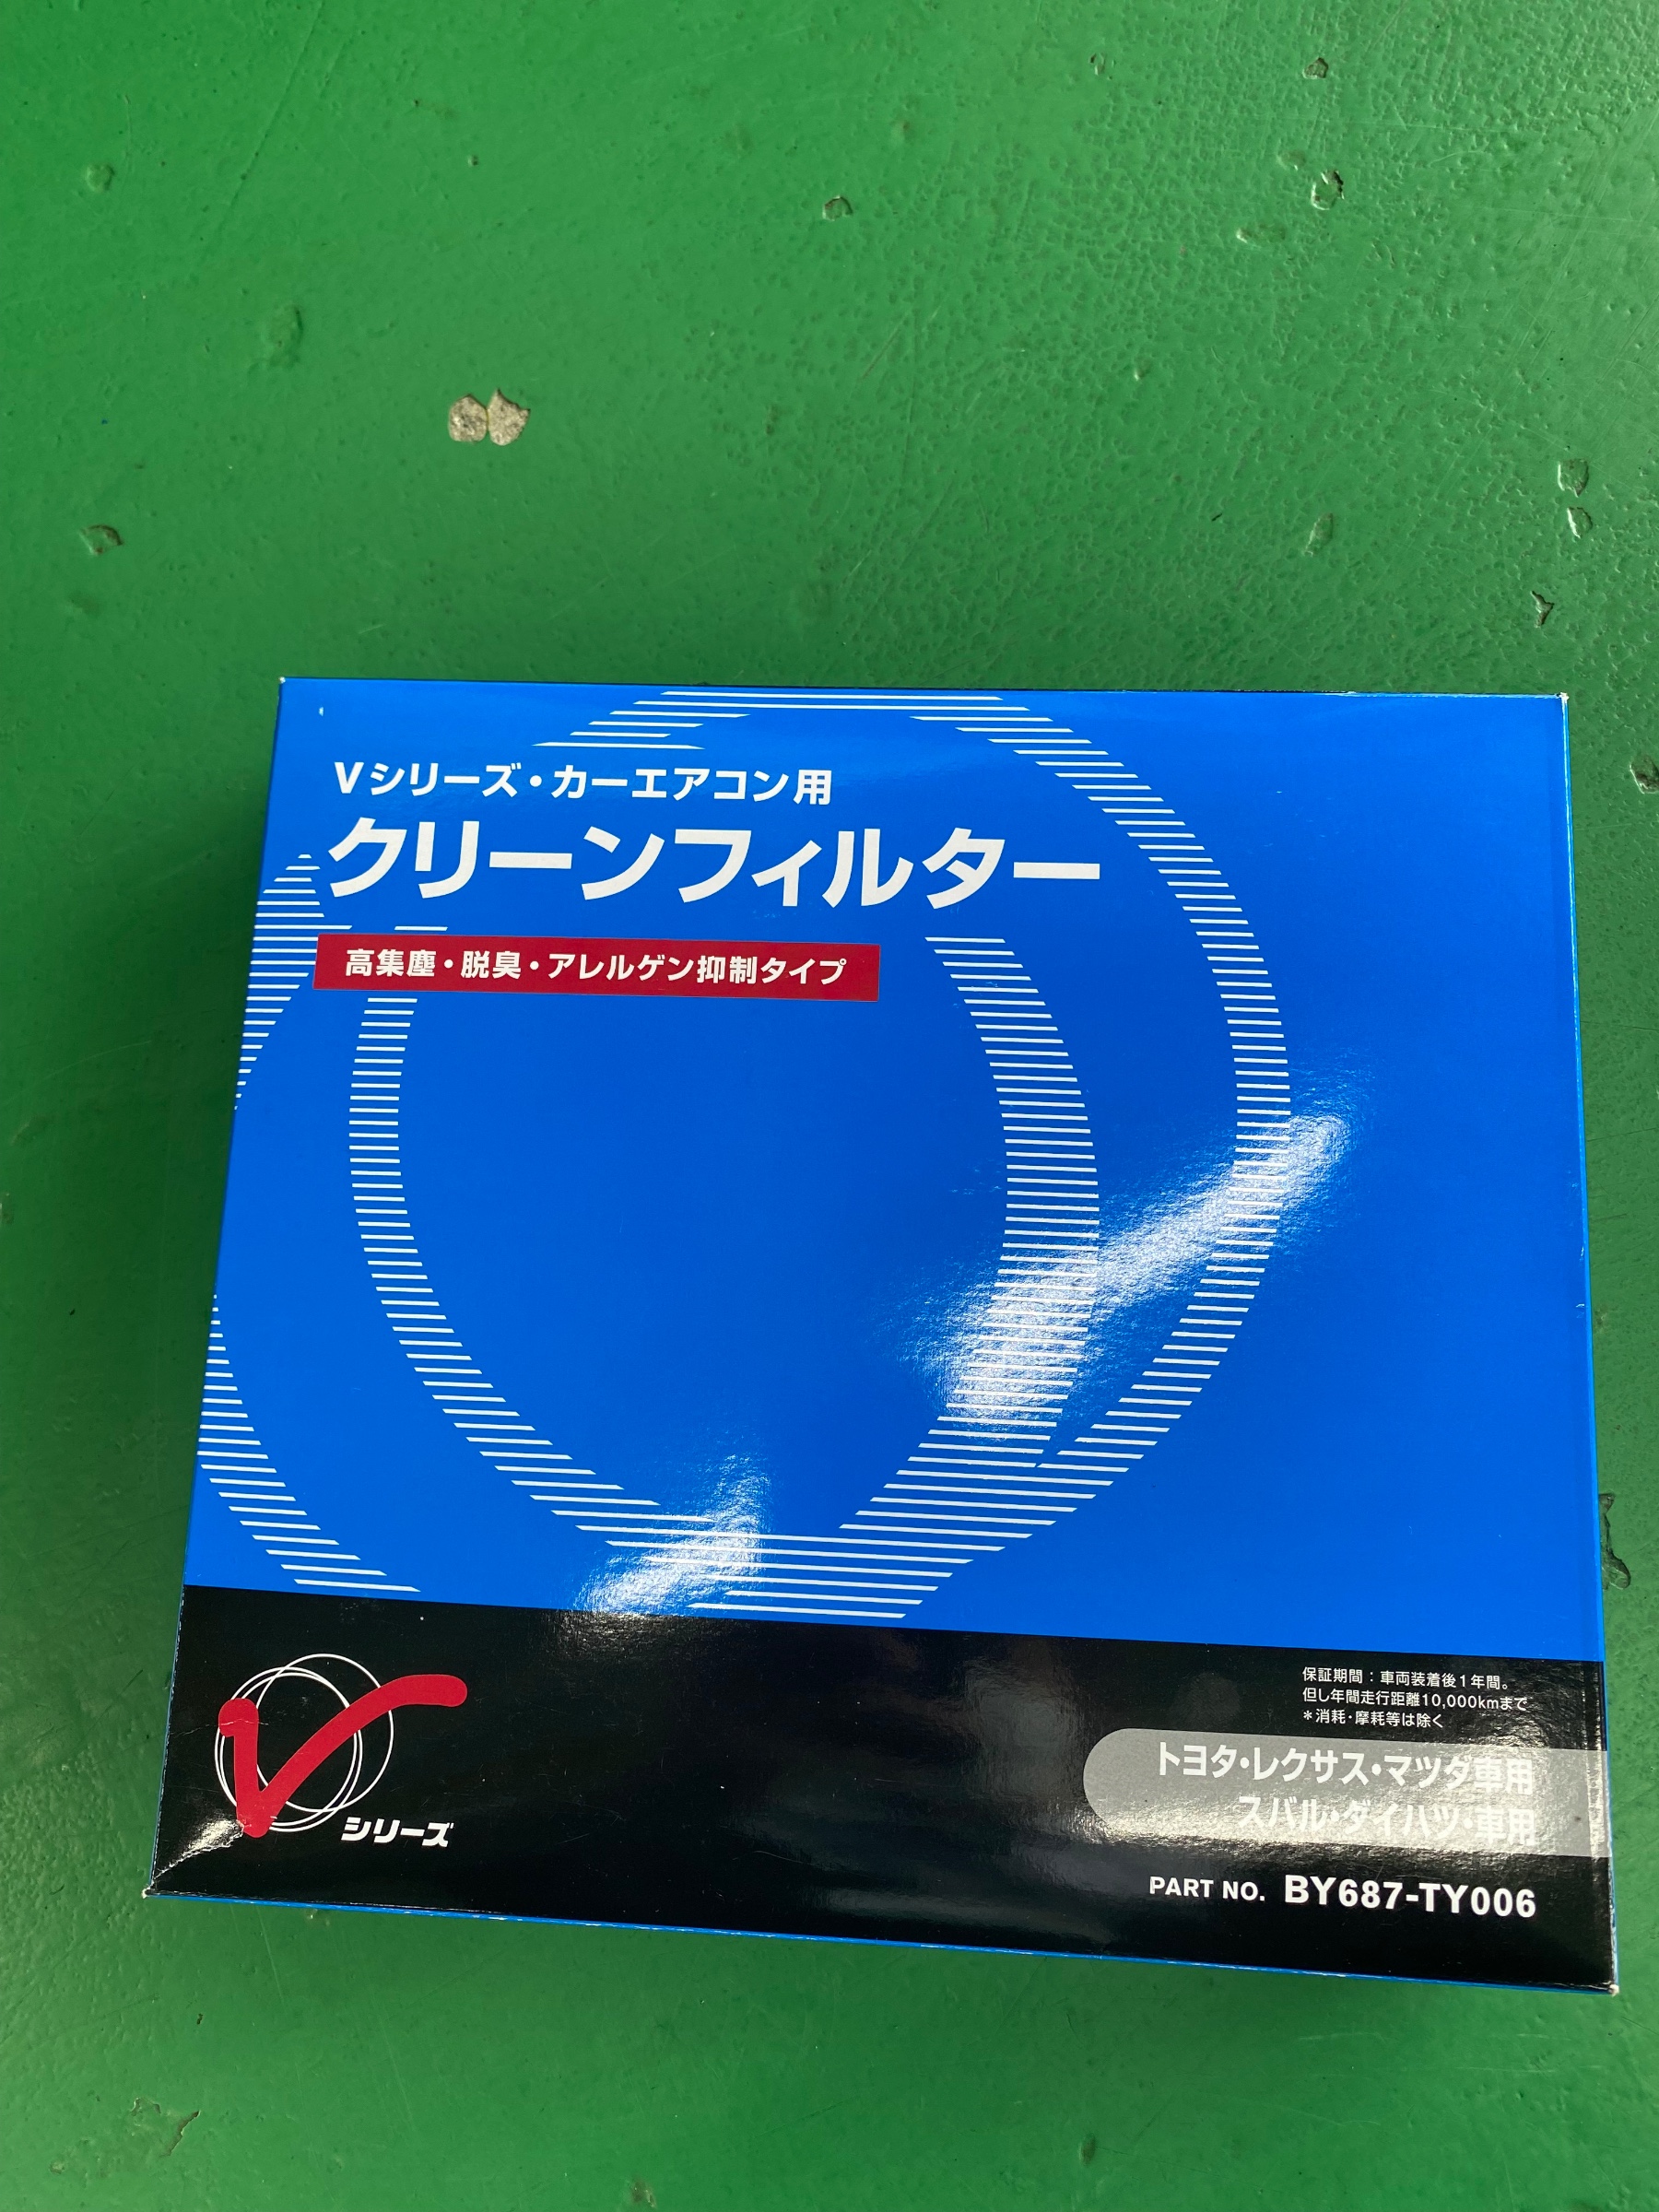 Vシリーズ・カーエアコン用
クリーンフィルター
高集塵・脱臭・アレルゲン抑制タイプ
保証期間：車両装着後1年間。
但し年間走行距離10,000kmまで
＊消耗・摩耗等は除く
トヨタ・レクサス・マツダ車用
スバル・ダイハツ・車用
V
シリーズ
PART NO. BY687-TY006